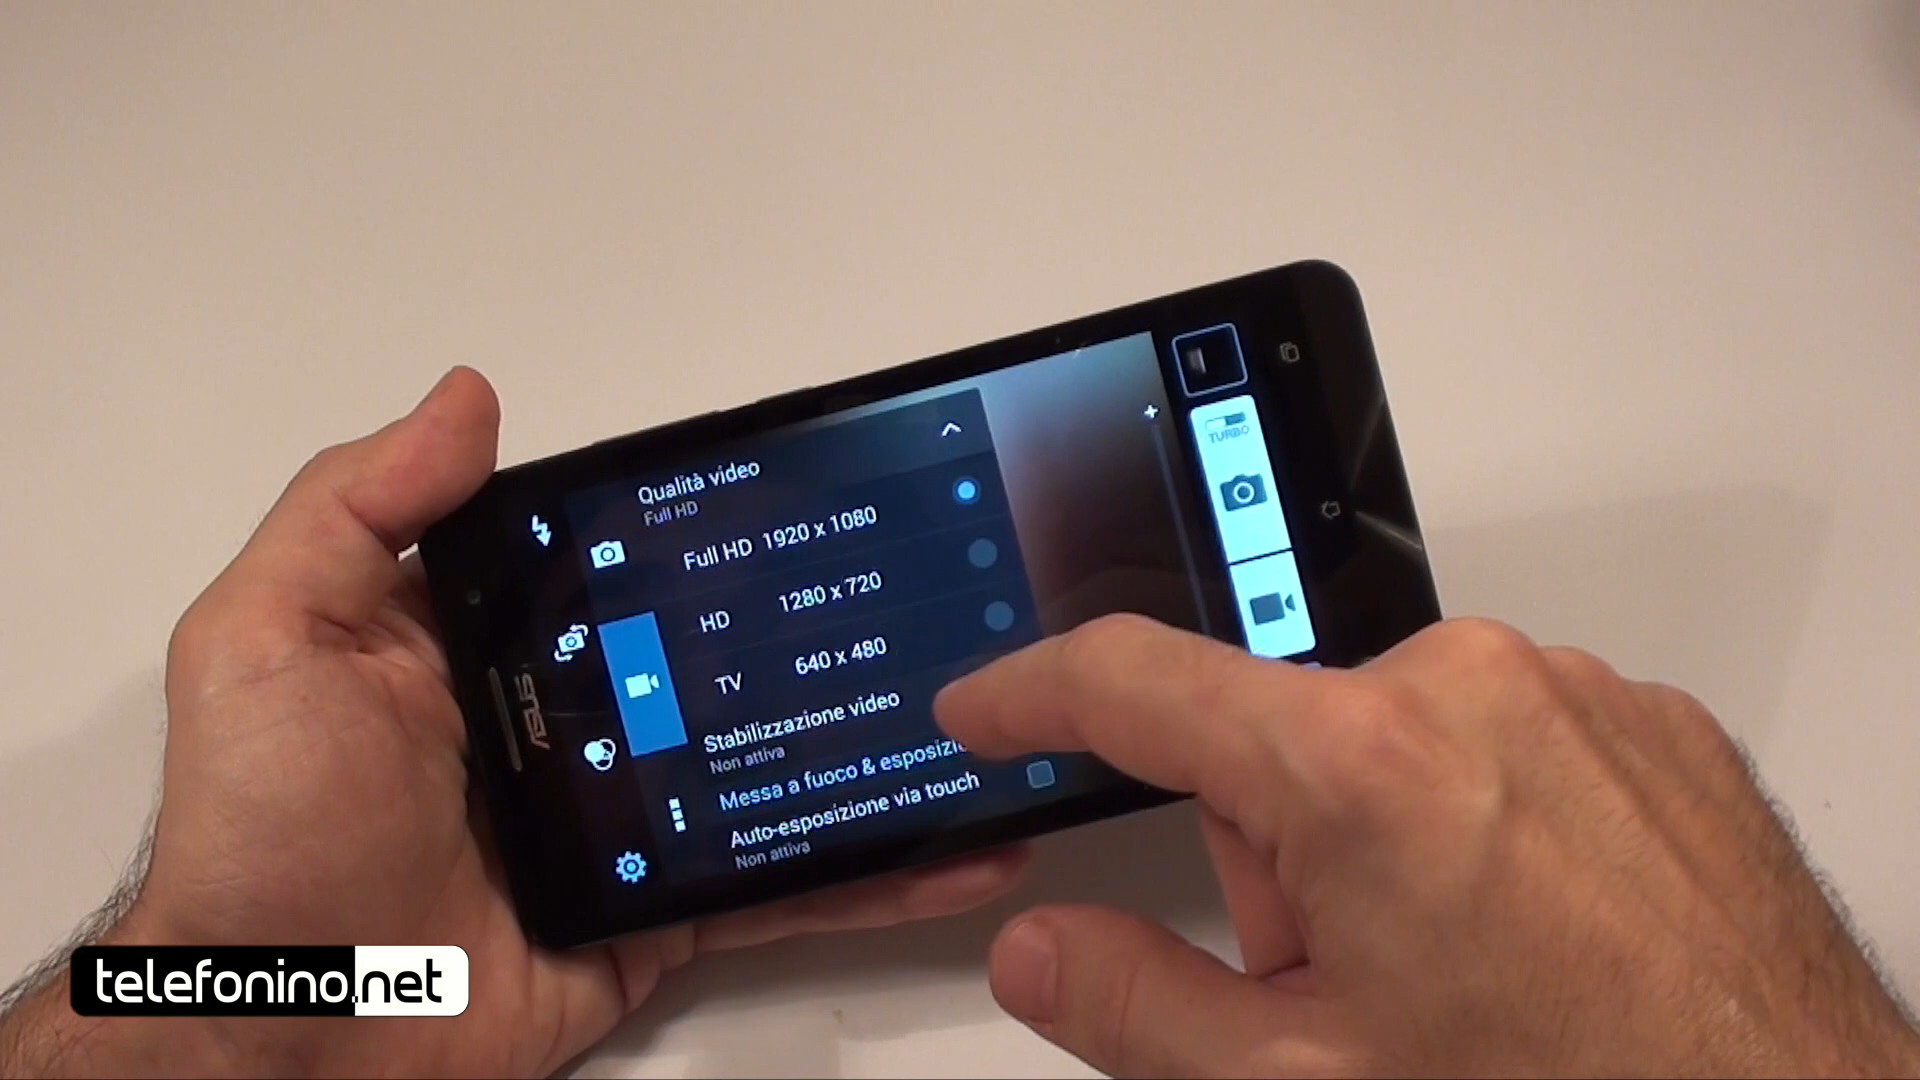 Qualità video
Full HD
Full HD 1920 x 1080
HD 1280 x 720
TV 640 x 480
Stabilizzazione video
Non attiva
Messa a fuoco & esposizi
Auto-esposizione via touch
Non attiva
TURBO
ASUS
telefonino.net